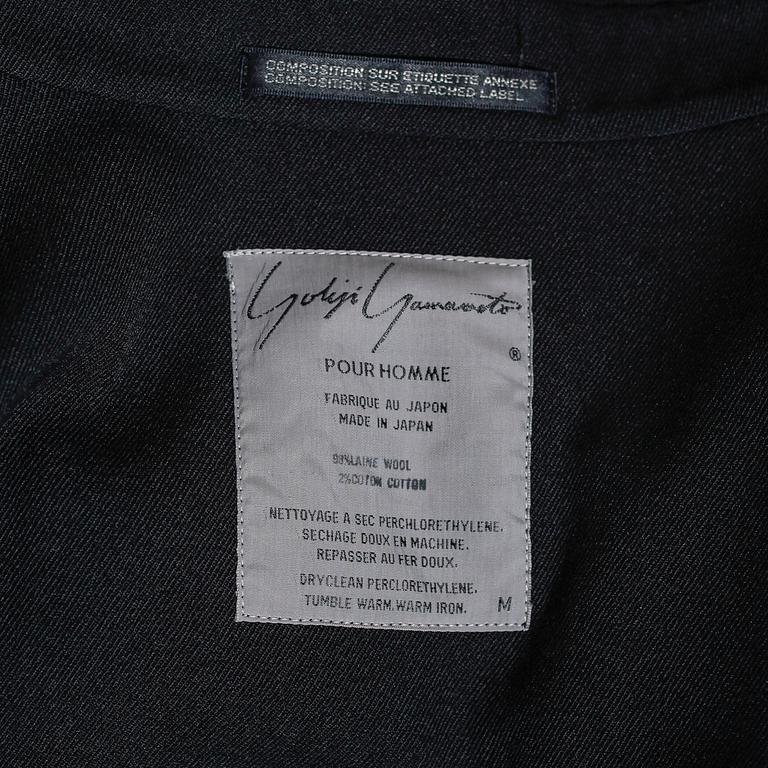 COMPOSITION SUR ETIQUETTE ANNEXE
COMPOSITION: SEE ATTACHED LABEL
Yohji Yamamoto
®
POUR HOMME
FABRIQUE AU JAPON
MADE IN JAPAN
98%LAINE WOOL
2%COTON COTTON
NETTOYAGE A SEC PERCHLORETHYLENE.
SECHAGE DOUX EN MACHINE.
REPASSER AU FER DOUX.
DRYCLEAN PERCLORETHYLENE.
TUMBLE WARM.WARM IRON. M